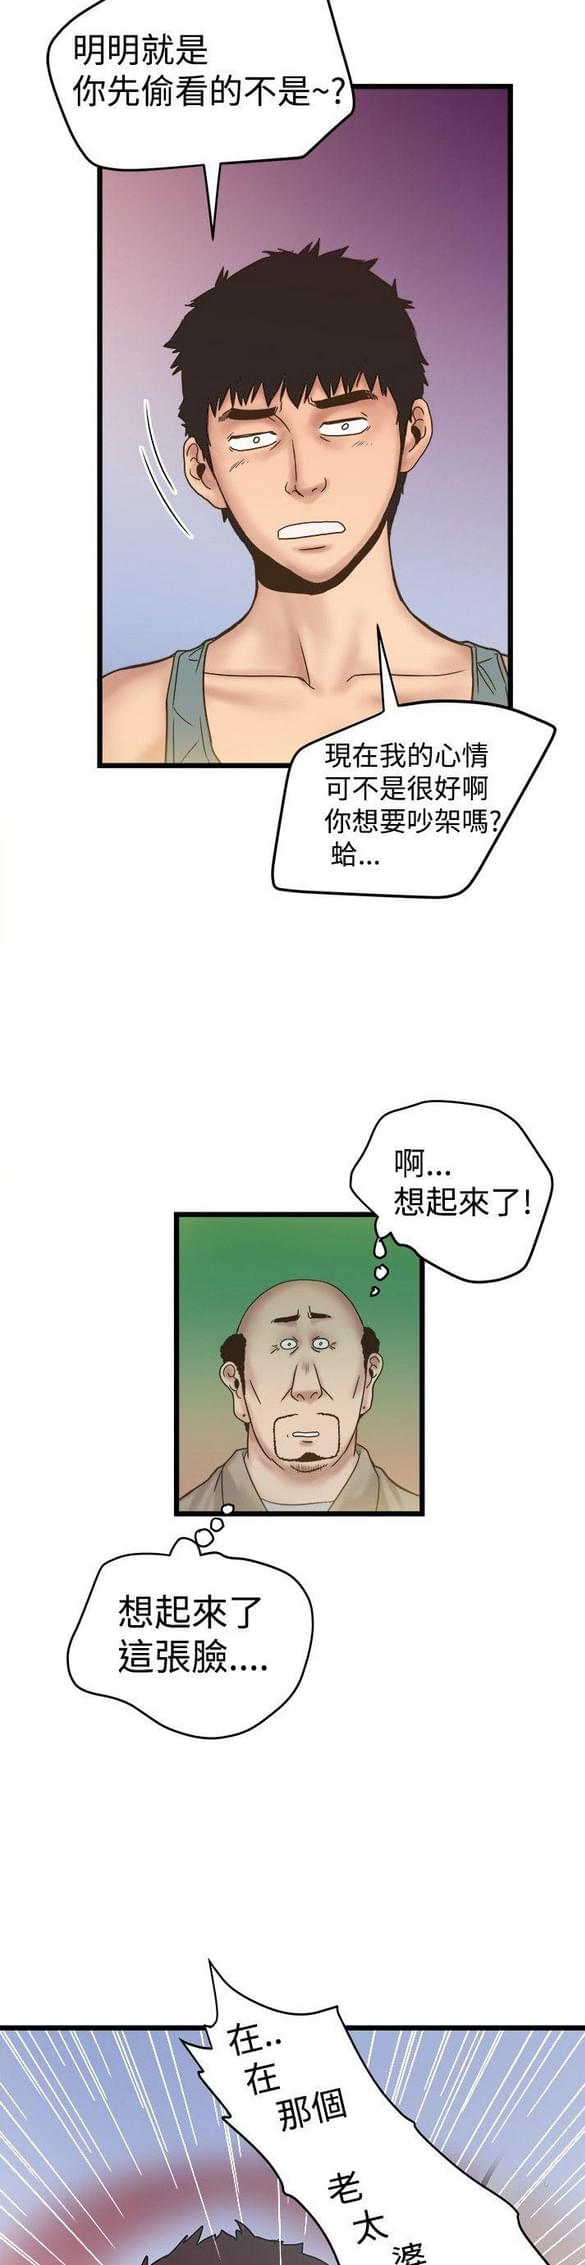 明明就是
你先偷看的不是~?
現在我的心情
可不是很好啊
你想要吵架嗎?
蛤...
啊...
想起來了!
想起來了
這張臉....
在..
在
那個
老
太
婆